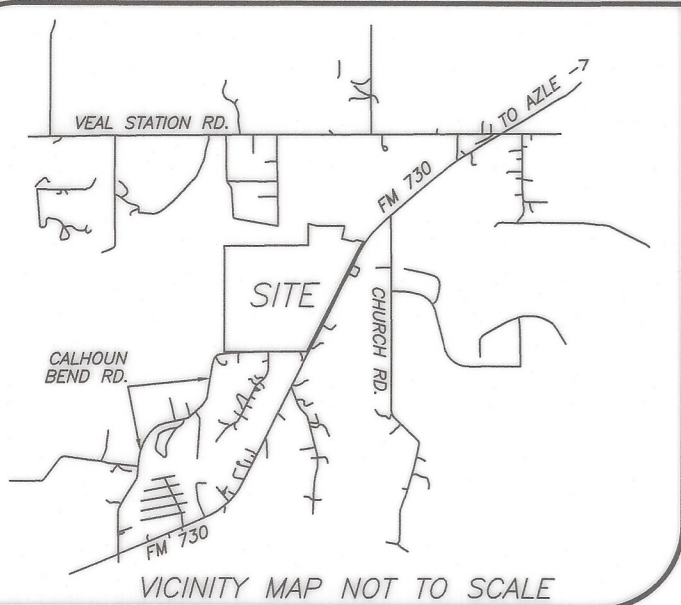 VEAL STATION RD.
TO AZLE ->
FM 730
SITE
CHURCH RD.
CALHOUN
BEND RD.
FM 730
VICINITY MAP NOT TO SCALE